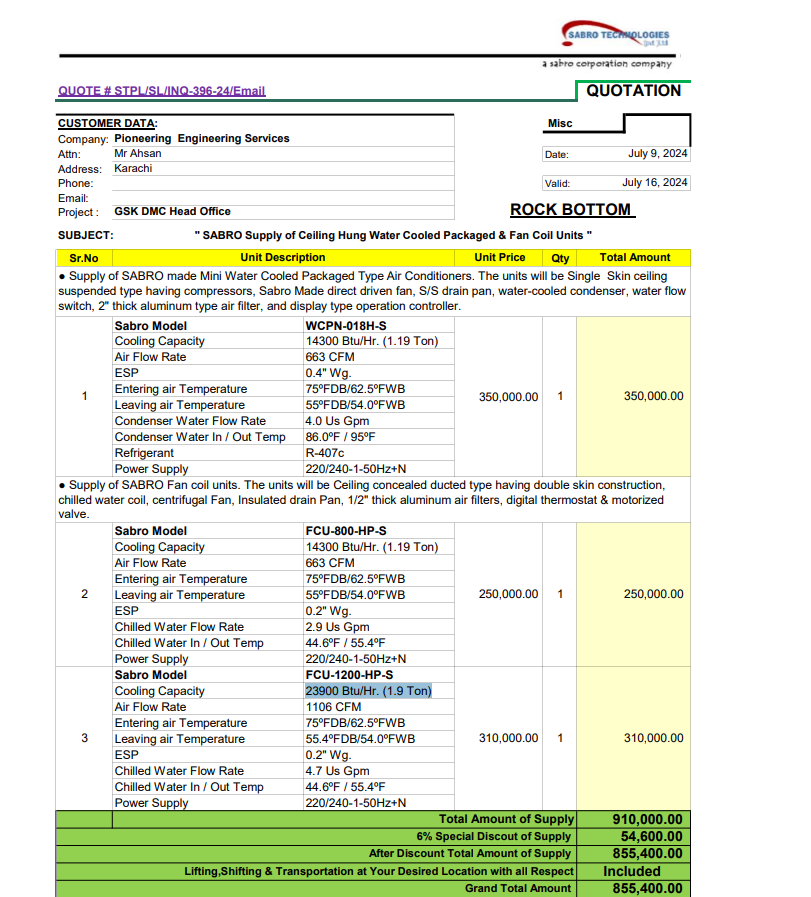 SABRO TECHNOLOGIES
(pvt) Ltd
a sabro corporation company
QUOTE # STPL/SL/INQ-396-24/Email
QUOTATION
CUSTOMER DATA:
Misc
Company: Pioneering Engineering Services
Attn: Mr Ahsan
Date: July 9, 2024
Address: Karachi
Phone:
Valid: July 16, 2024
Email:
Project : GSK DMC Head Office
ROCK BOTTOM
SUBJECT: " SABRO Supply of Ceiling Hung Water Cooled Packaged & Fan Coil Units "
Sr.No Unit Description Unit Price Qty Total Amount
● Supply of SABRO made Mini Water Cooled Packaged Type Air Conditioners. The units will be Single Skin ceiling
suspended type having compressors, Sabro Made direct driven fan, S/S drain pan, water-cooled condenser, water flow
switch, 2" thick aluminum type air filter, and display type operation controller.
Sabro Model WCPN-018H-S
Cooling Capacity 14300 Btu/Hr. (1.19 Ton)
Air Flow Rate 663 CFM
ESP 0.4" Wg.
Entering air Temperature 75ºFDB/62.5ºFWB
1 350,000.00 1 350,000.00
Leaving air Temperature 55ºFDB/54.0ºFWB
Condenser Water Flow Rate 4.0 Us Gpm
Condenser Water In / Out Temp 86.0ºF / 95ºF
Refrigerant R-407c
Power Supply 220/240-1-50Hz+N
● Supply of SABRO Fan coil units. The units will be Ceiling concealed ducted type having double skin construction,
chilled water coil, centrifugal Fan, Insulated drain Pan, 1/2" thick aluminum air filters, digital thermostat & motorized
valve.
Sabro Model FCU-800-HP-S
Cooling Capacity 14300 Btu/Hr. (1.19 Ton)
Air Flow Rate 663 CFM
Entering air Temperature 75ºFDB/62.5ºFWB
2 Leaving air Temperature 55ºFDB/54.0ºFWB 250,000.00 1 250,000.00
ESP 0.2" Wg.
Chilled Water Flow Rate 2.9 Us Gpm
Chilled Water In / Out Temp 44.6ºF / 55.4ºF
Power Supply 220/240-1-50Hz+N
Sabro Model FCU-1200-HP-S
Cooling Capacity 23900 Btu/Hr. (1.9 Ton)
Air Flow Rate 1106 CFM
Entering air Temperature 75ºFDB/62.5ºFWB
3 Leaving air Temperature 55.4ºFDB/54.0ºFWB 310,000.00 1 310,000.00
ESP 0.2" Wg.
Chilled Water Flow Rate 4.7 Us Gpm
Chilled Water In / Out Temp 44.6ºF / 55.4ºF
Power Supply 220/240-1-50Hz+N
Total Amount of Supply 910,000.00
6% Special Discout of Supply 54,600.00
After Discount Total Amount of Supply 855,400.00
Lifting,Shifting & Transportation at Your Desired Location with all Respect Included
Grand Total Amount 855,400.00